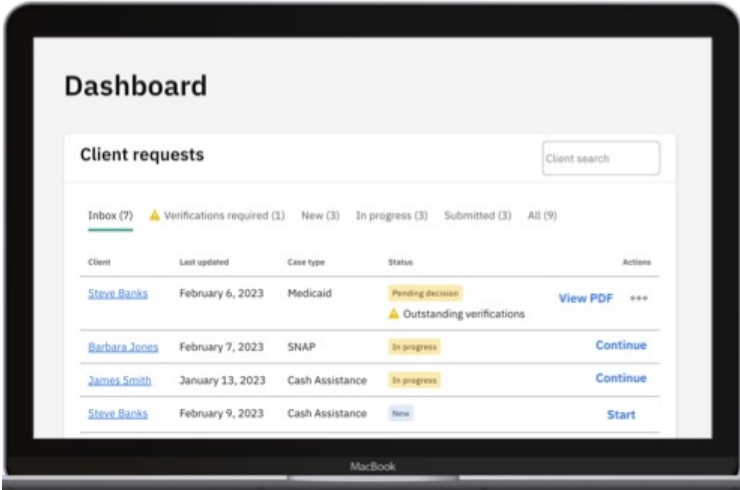 Dashboard
Client requests
Client search
Inbox (7) Verifications required (1) New (3) In progress (3) Submitted (3) All (9)
Client Last updated Case type Status Actions
Steve Banks February 6, 2023 Medicaid Pending decision View PDF
Outstanding verifications
Barbara Jones February 7, 2023 SNAP In progress Continue
James Smith January 13, 2023 Cash Assistance In progress Continue
Steve Banks February 9, 2023 Cash Assistance New Start
MacBook